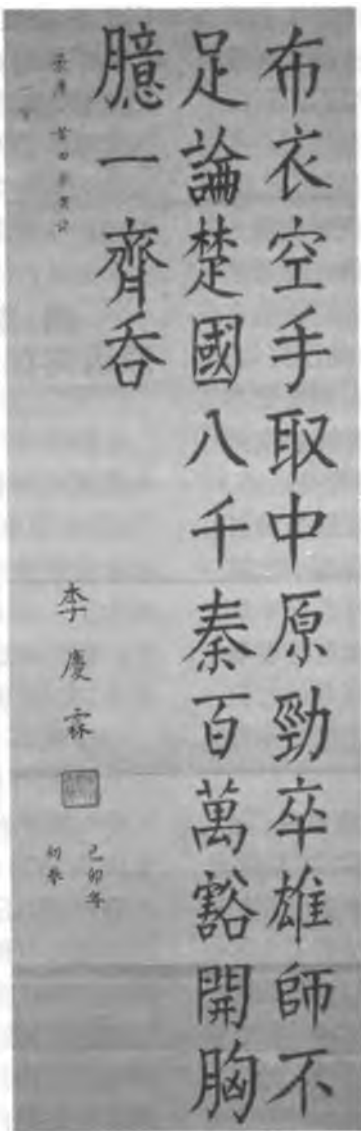 布衣空手取中原勁卒雄師不
足論楚國八千秦百萬豁開胸
臆一齊吞
李慶霖
己卯年
初春